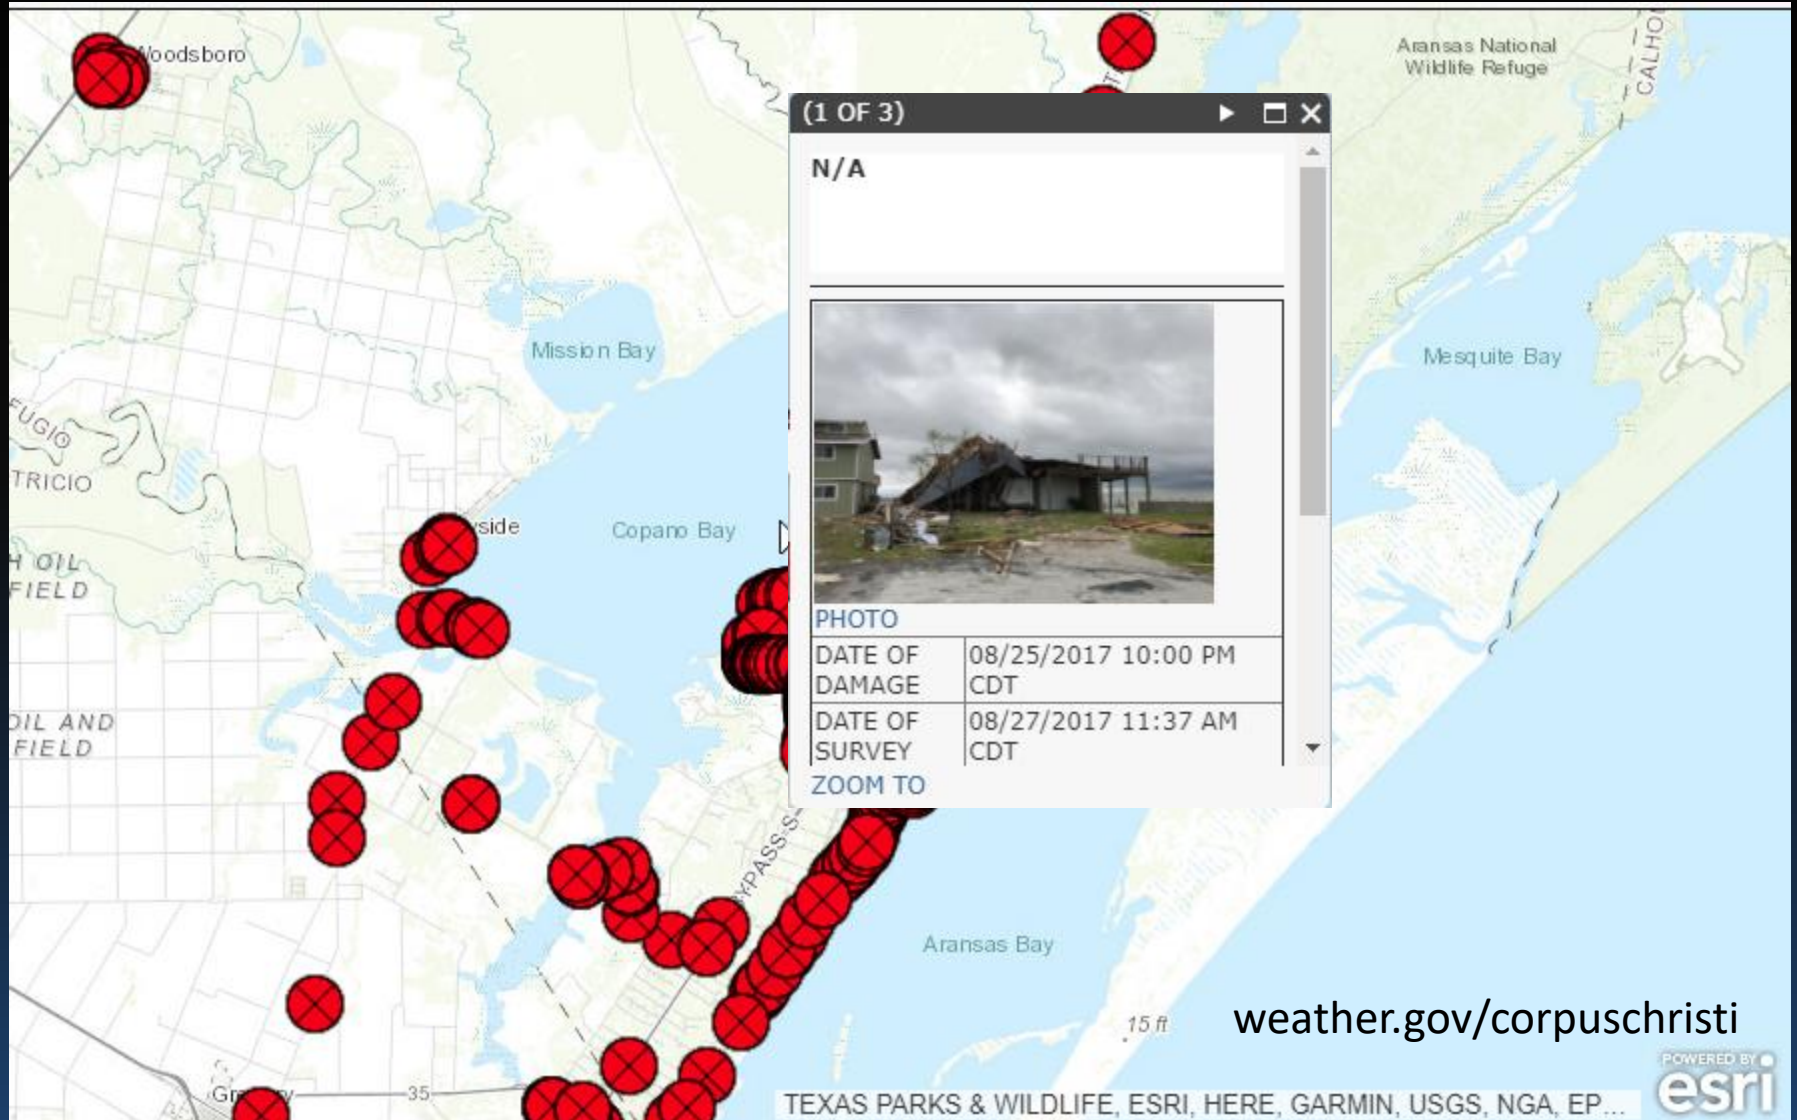 Woodsboro
Aransas National
Wildlife Refuge
CALHO
(1 OF 3)
N/A
Mission Bay
Mesquite Bay
FUGIO
TRICIO
side
Copano Bay
H OIL
FIELD
PHOTO
DATE OF
DAMAGE
08/25/2017 10:00 PM
CDT
OIL AND
FIELD
DATE OF
SURVEY
08/27/2017 11:37 AM
CDT
ZOOM TO
YPASS-S-
Aransas Bay
15 ft
weather.gov/corpuschristi
POWERED BY
esri
35
TEXAS PARKS & WILDLIFE, ESRI, HERE, GARMIN, USGS, NGA, EP...